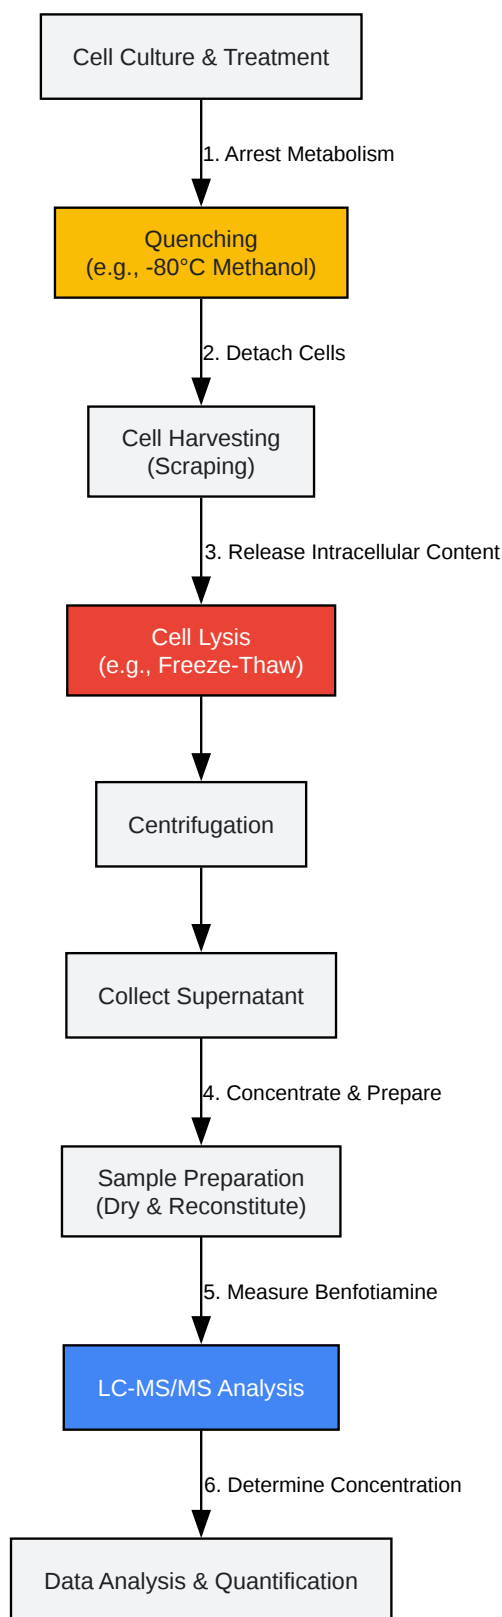 Cell Culture & Treatment
1. Arrest Metabolism
Quenching
(e.g., -80°C Methanol)
2. Detach Cells
Cell Harvesting
(Scraping)
3. Release Intracellular Content
Cell Lysis
(e.g., Freeze-Thaw)
Centrifugation
Collect Supernatant
4. Concentrate & Prepare
Sample Preparation
(Dry & Reconstitute)
5. Measure Benfotiamine
LC-MS/MS Analysis
6. Determine Concentration
Data Analysis & Quantification